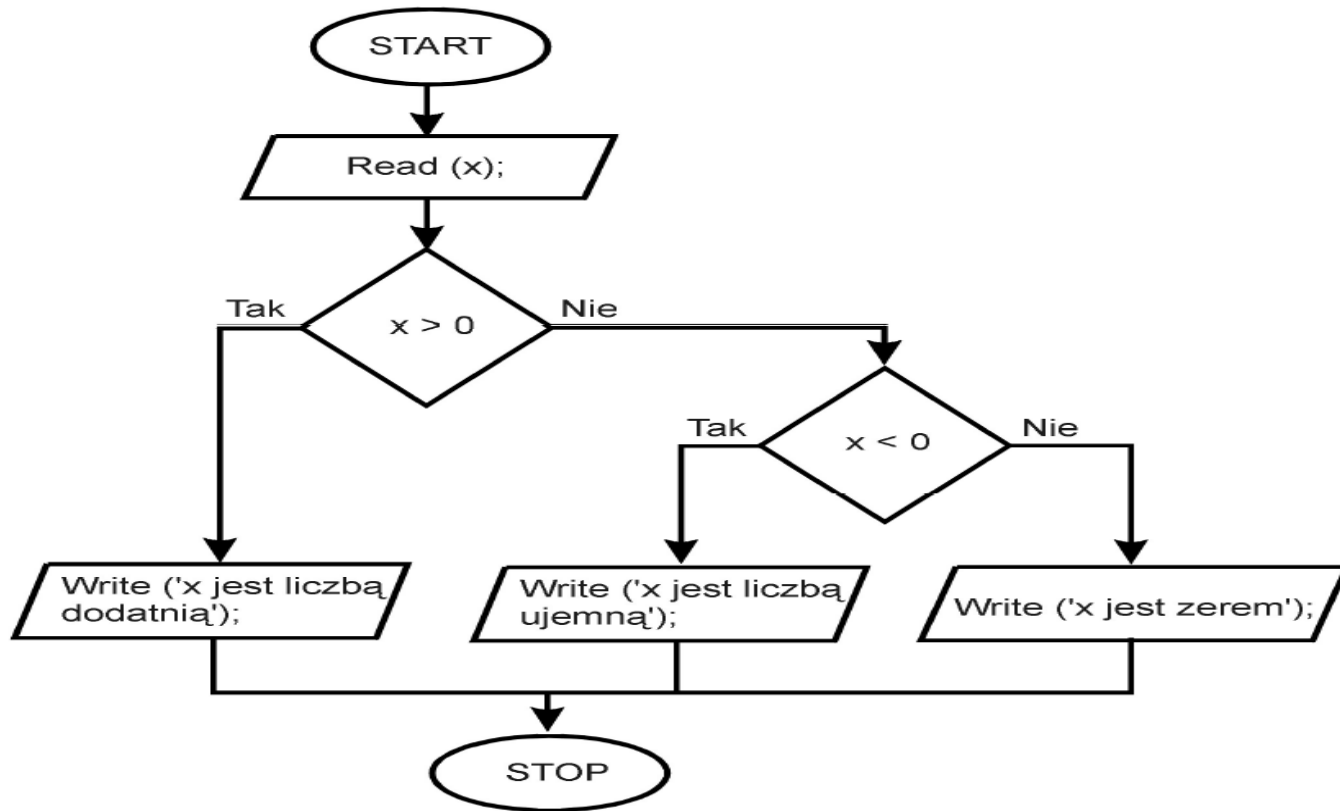 START
Read (x);
Tak
x > 0
Nie
Tak
x < 0
Nie
Write ('x jest liczbą
dodatnią');
Write ('x jest liczbą
ujemną');
Write ('x jest zerem');
STOP